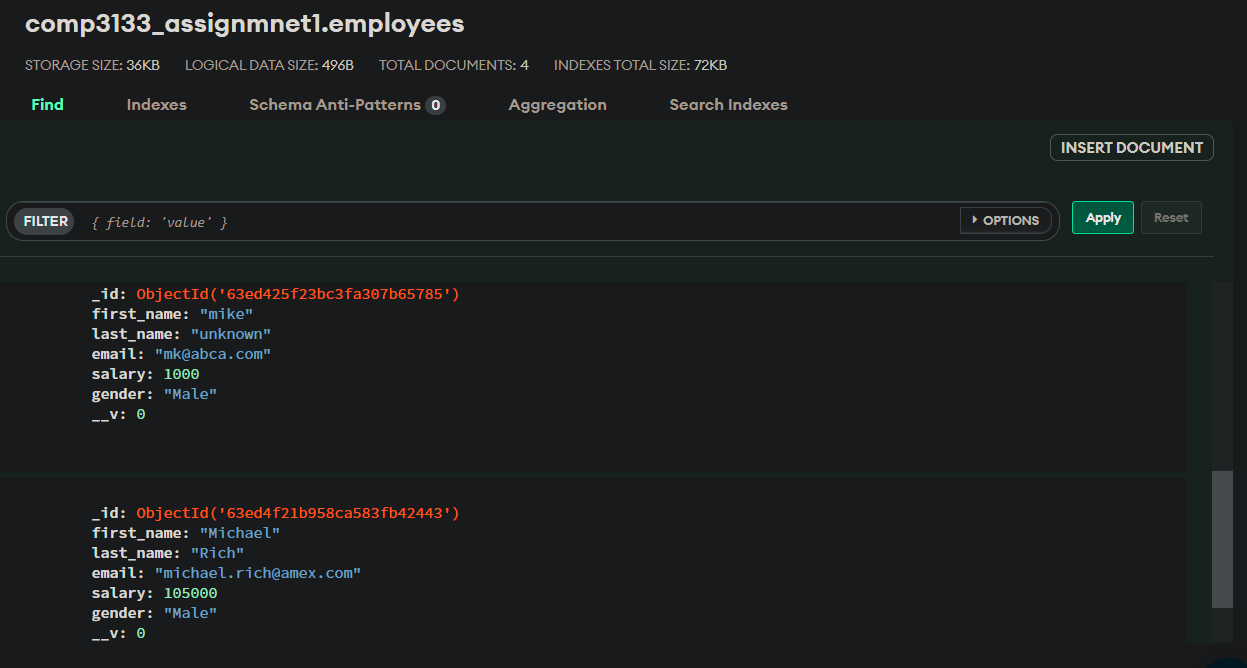 comp3133_assignmnet1.employees
STORAGE SIZE: 36KB LOGICAL DATA SIZE: 496B TOTAL DOCUMENTS: 4 INDEXES TOTAL SIZE: 72KB
Find Indexes Schema Anti-Patterns 0 Aggregation Search Indexes
INSERT DOCUMENT
FILTER { field: 'value' } OPTIONS Apply Reset
_id: ObjectId('63ed425f23bc3fa307b65785')
first_name: "mike"
last_name: "unknown"
email: "mk@abca.com"
salary: 1000
gender: "Male"
__v: 0
_id: ObjectId('63ed4f21b958ca583fb42443')
first_name: "Michael"
last_name: "Rich"
email: "michael.rich@amex.com"
salary: 105000
gender: "Male"
__v: 0